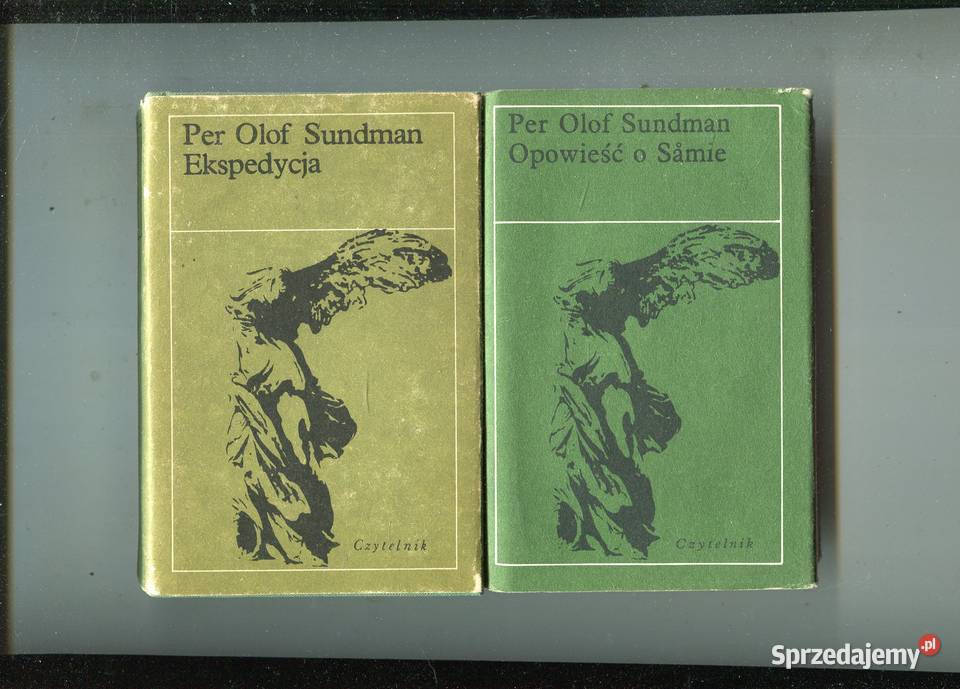 Per Olof Sundman
Ekspedycja
Czytelnik
Per Olof Sundman
Opowieść o Såmie
Czytelnik
Sprzedajemy.pl